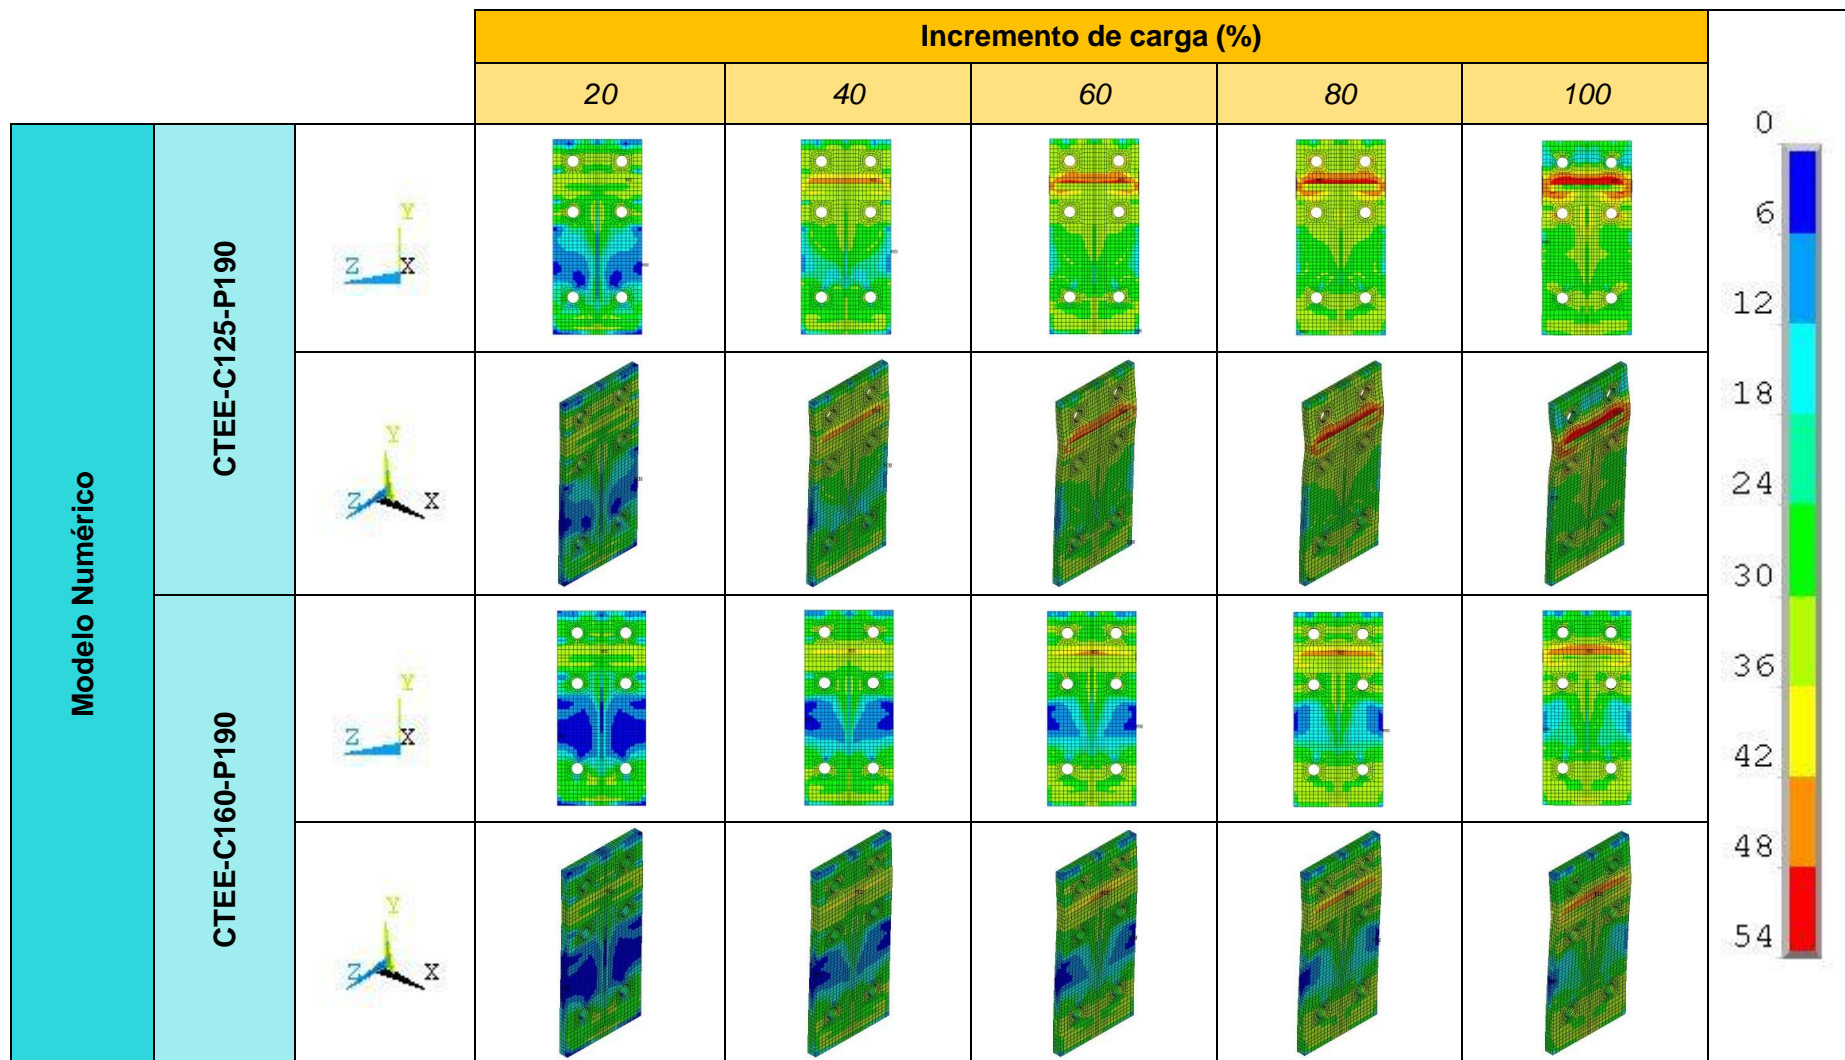 Incremento de carga (%)
20
40
60
80
100
Modelo Numérico
CTEE-C125-P190
Y
Z
X
Y
Z
X
CTEE-C160-P190
Y
Z
X
Y
Z
X
0
6
12
18
24
30
36
42
48
54